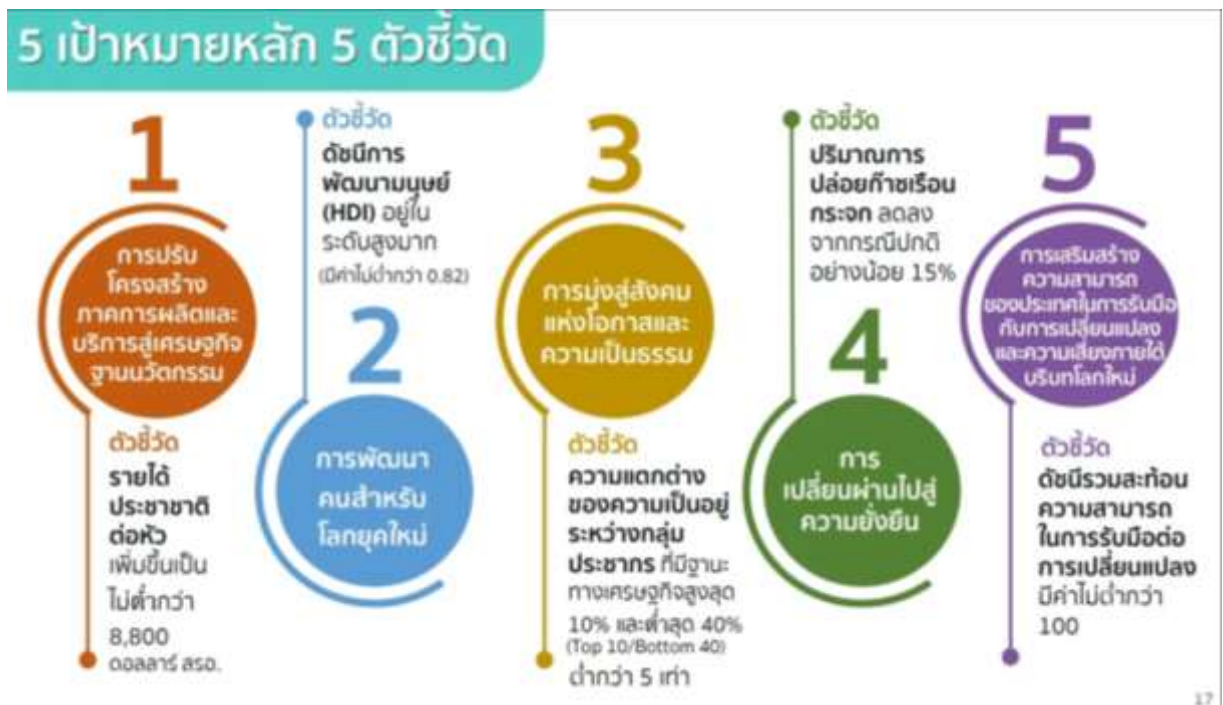 5 เป้าหมายหลัก 5 ตัวชี้วัด
1
การปรับ
โครงสร้าง
ภาคการผลิตและ
บริการสู่เศรษฐกิจ
ฐานนวัตกรรม
ตัวชี้วัด
รายได้
ประชาชาติ
ต่อหัว
เพิ่มขึ้นเป็น
ไม่ต่ำกว่า
8,800
ดอลลาร์ สรอ.
ตัวชี้วัด
ดัชนีการ
พัฒนามนุษย์
(HDI) อยู่ใน
ระดับสูงมาก
(มีค่าไม่ต่ำกว่า 0.82)
2
การพัฒนา
คนสำหรับ
โลกยุคใหม่
3
การมุ่งสู่สังคม
แห่งโอกาสและ
ความเป็นธรรม
ตัวชี้วัด
ความแตกต่าง
ของความเป็นอยู่
ระหว่างกลุ่ม
ประชากร ที่มีฐานะ
ทางเศรษฐกิจสูงสุด
10% และต่ำสุด 40%
(Top 10/Bottom 40)
ต่ำกว่า 5 เท่า
ตัวชี้วัด
ปริมาณการ
ปล่อยก๊าซเรือน
กระจก ลดลง
จากกรณีปกติ
อย่างน้อย 15%
4
การ
เปลี่ยนผ่านไปสู่
ความยั่งยืน
5
การเสริมสร้าง
ความสามารถ
ของประเทศในการรับมือ
กับการเปลี่ยนแปลง
และความเสี่ยงภายใต้
บริบทโลกใหม่
ตัวชี้วัด
ดัชนีรวมสะท้อน
ความสามารถ
ในการรับมือต่อ
การเปลี่ยนแปลง
มีค่าไม่ต่ำกว่า
100
17